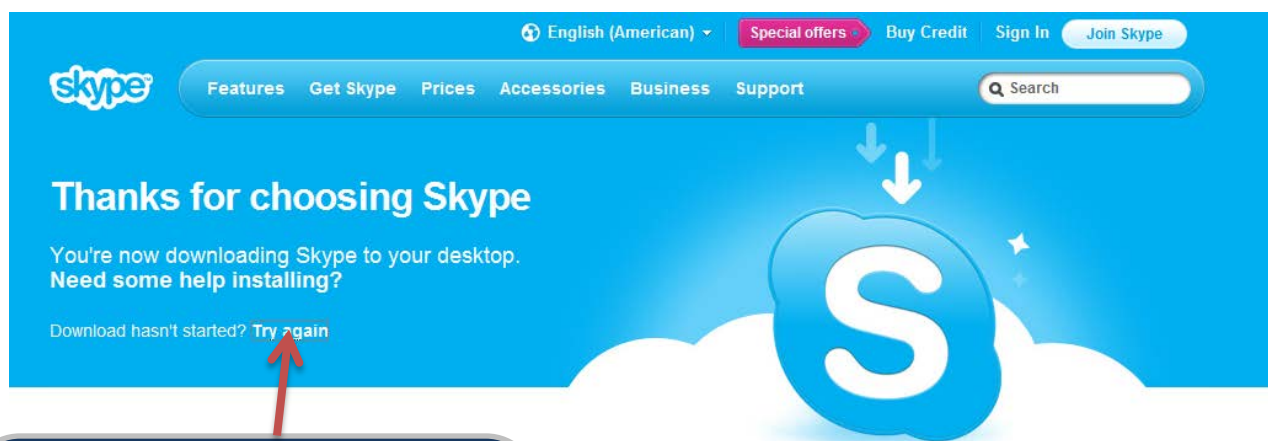 English (American) Special offers Buy Credit Sign In Join Skype
skype Features Get Skype Prices Accessories Business Support Search
Thanks for choosing Skype
You're now downloading Skype to your desktop.
Need some help installing?
Download hasn't started? Try again
S